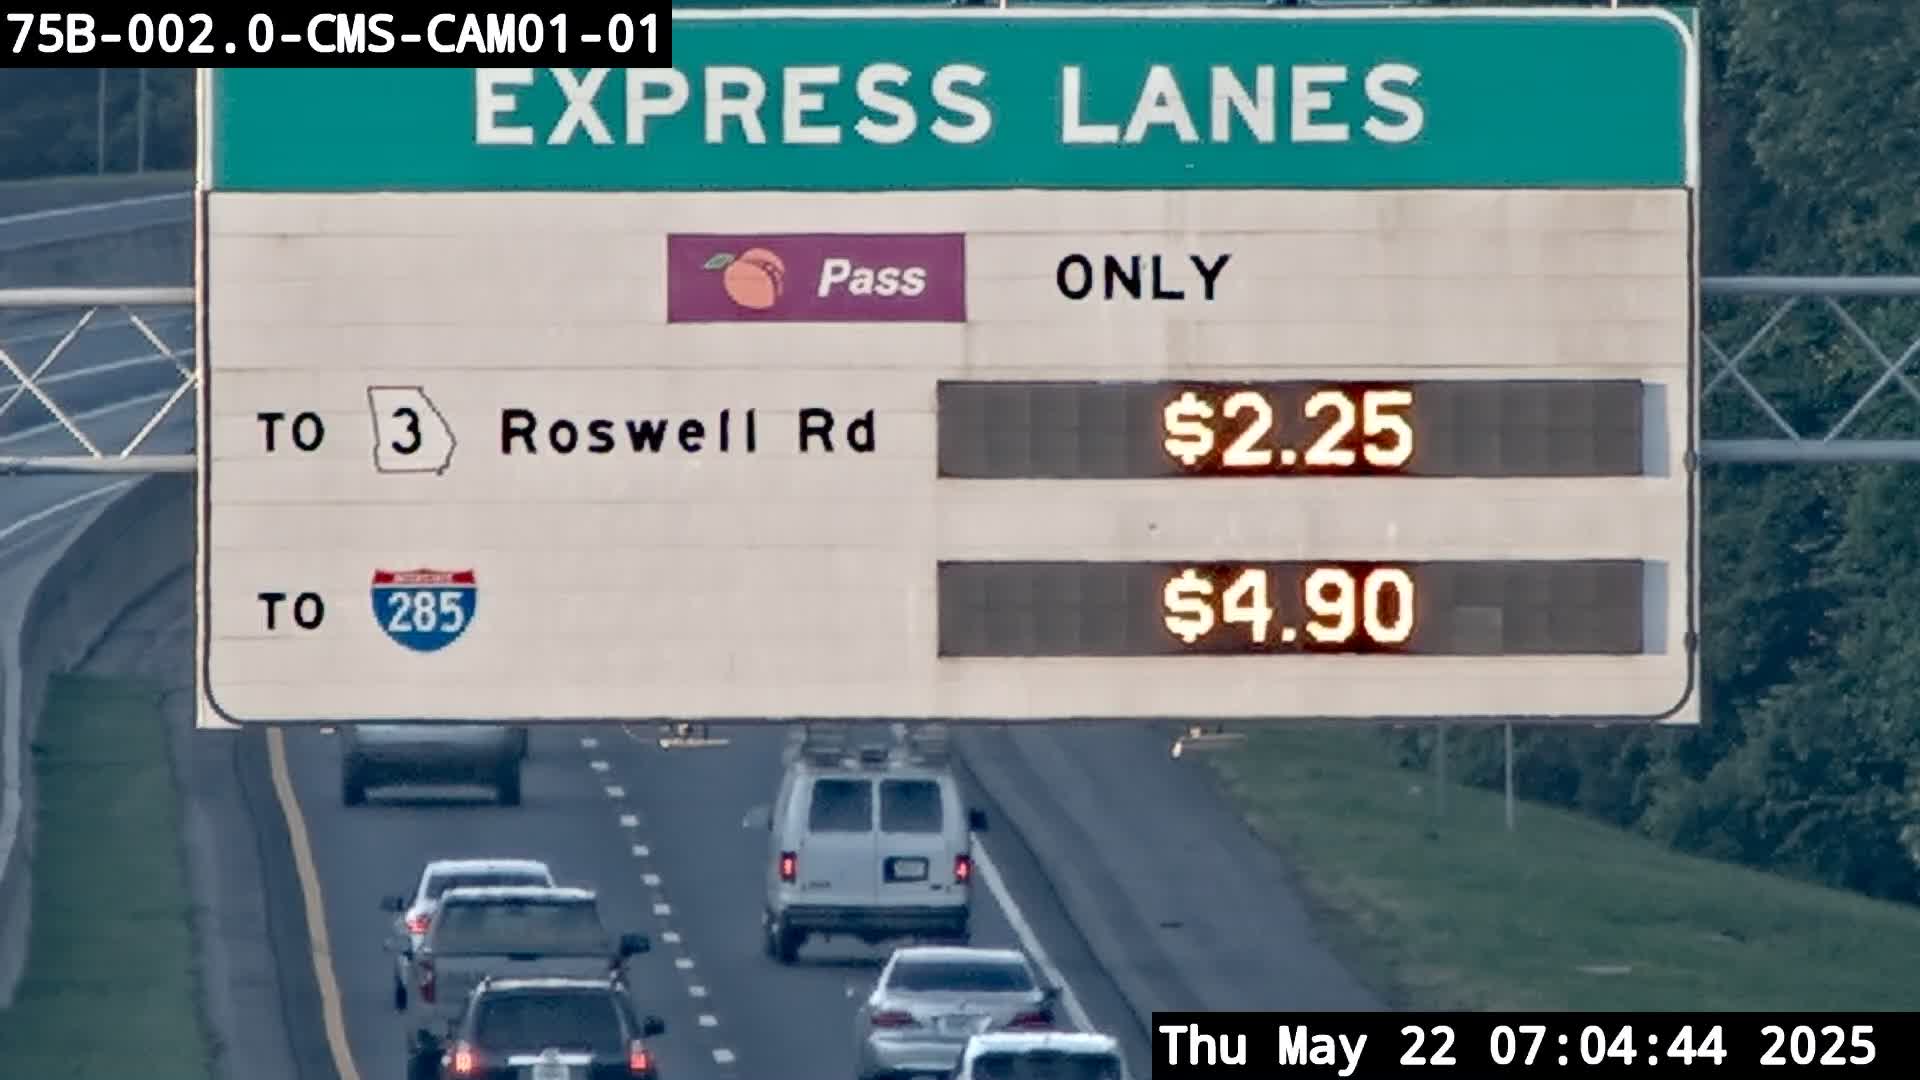 75B-002.0-CMS-CAM01-01
EXPRESS LANES
Pass ONLY
TO 3 Roswell Rd $2.25
TO 285 $4.90
Thu May 22 07:04:44 2025